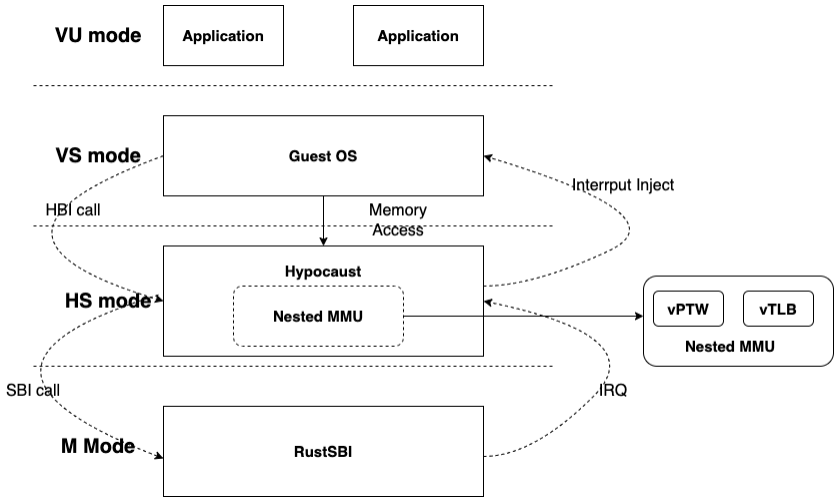 VU mode
Application
Application
VS mode
Guest OS
Interrput Inject
HBI call
Memory
Access
Hypocaust
HS mode
Nested MMU
vPTW
vTLB
Nested MMU
SBI call
IRQ
M Mode
RustSBI